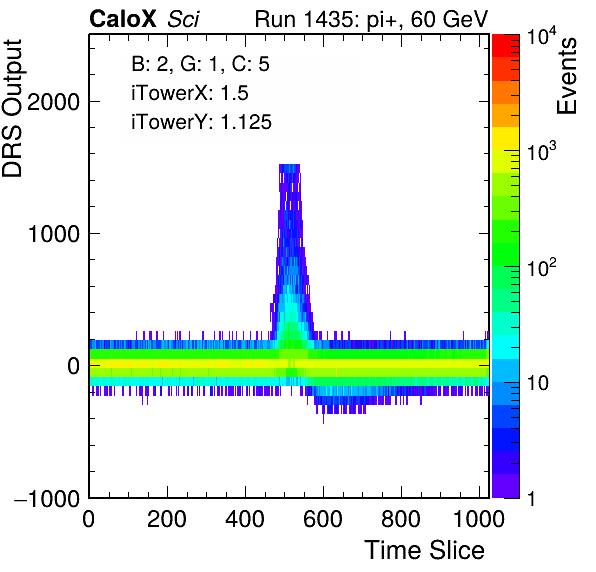 CaloX Sci Run 1435: pi+, 60 GeV
B: 2, G: 1, C: 5
iTowerX: 1.5
iTowerY: 1.125
DRS Output
2000
1000
0
−1000
0 200 400 600 800 1000
Time Slice
Events
10⁴
10³
10²
10
1